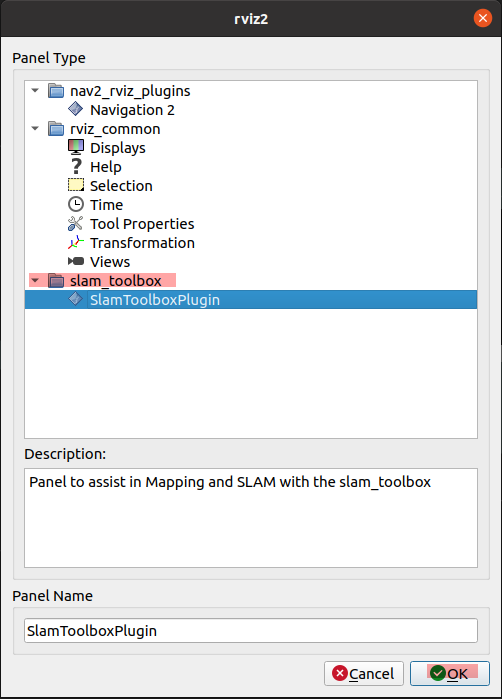 rviz2
Panel Type
nav2_rviz_plugins
Navigation 2
rviz_common
Displays
Help
Selection
Time
Tool Properties
Transformation
Views
slam_toolbox
SlamToolboxPlugin
Description:
Panel to assist in Mapping and SLAM with the slam_toolbox
Panel Name
SlamToolboxPlugin
Cancel OK